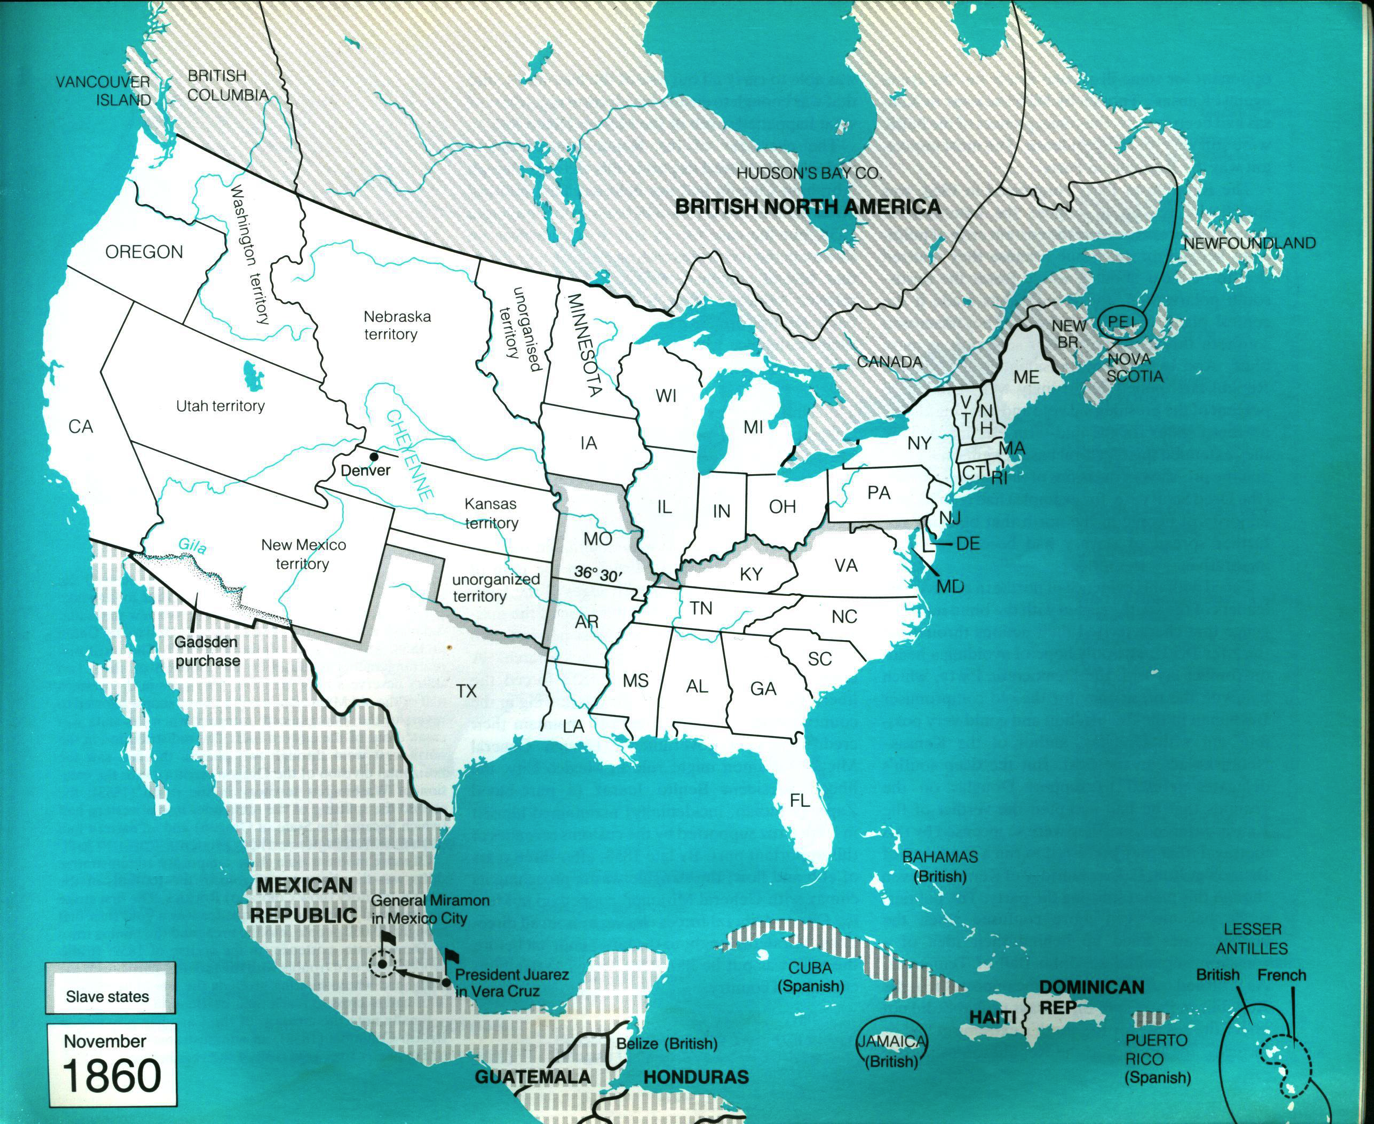 VANCOUVER
ISLAND
BRITISH
COLUMBIA
HUDSON'S BAY CO.
BRITISH NORTH AMERICA
NEWFOUNDLAND
Washington territory
OREGON
Nebraska
territory
unorganised
territory
MINNESOTA
CANADA
NEW
BR.
PEI
NOVA
SCOTIA
ME
WI
MI
V
T
N
H
NY
MA
CT
RI
Utah territory
CA
CHEYENNE
Denver
IA
IL
IN
OH
PA
NJ
DE
MD
Kansas
territory
MO
36° 30′
KY
VA
Gila
New Mexico
territory
unorganized
territory
AR
TN
NC
SC
Gadsden
purchase
TX
LA
MS
AL
GA
FL
BAHAMAS
(British)
MEXICAN
REPUBLIC
General Miramon
in Mexico City
President Juarez
in Vera Cruz
CUBA
(Spanish)
LESSER
ANTILLES
British
French
HAITI
DOMINICAN
REP
JAMAICA
(British)
PUERTO
RICO
(Spanish)
Belize (British)
GUATEMALA
HONDURAS
Slave states
November
1860